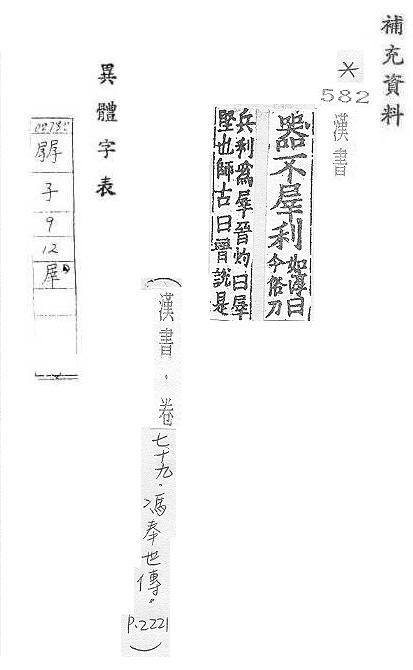 補充資料
*
582
漢書
器不犀利
如淳曰
今俗刀
兵利爲犀晉灼曰犀
堅也師古曰晉說是
（漢書．卷七十九．馮奉世傳。P.2221）
異體字表
孱
子
9
12